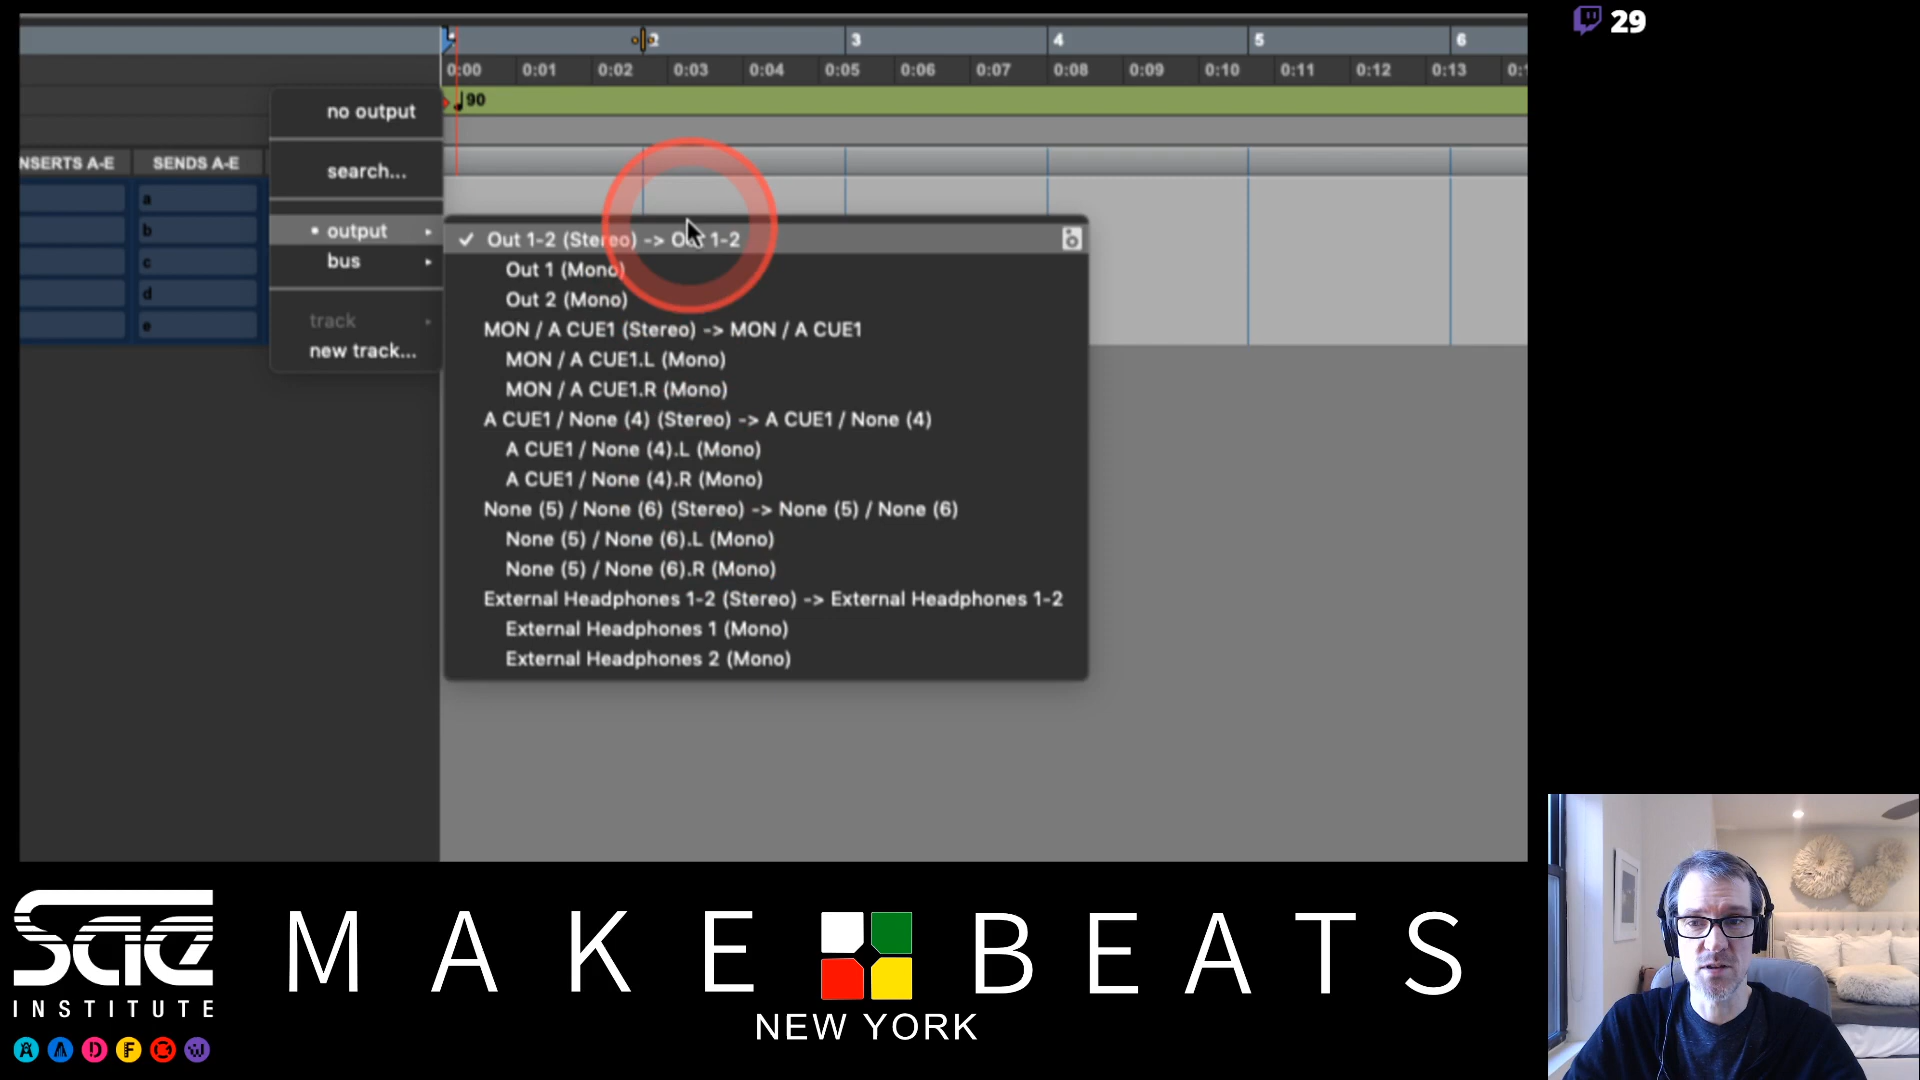 29
2
3
4
5
6
0:00
0:01
0:02
0:03
0:04
0:05
0:06
0:07
0:08
0:09
0:10
0:11
0:12
0:13
90
no output
search...
output
bus
track
new track...
NSERTS A-E
SENDS A-E
a
b
c
d
e
Out 1-2 (Stereo) -> Out 1-2
Out 1 (Mono)
Out 2 (Mono)
MON / A CUE1 (Stereo) -> MON / A CUE1
MON / A CUE1.L (Mono)
MON / A CUE1.R (Mono)
A CUE1 / None (4) (Stereo) -> A CUE1 / None (4)
A CUE1 / None (4).L (Mono)
A CUE1 / None (4).R (Mono)
None (5) / None (6) (Stereo) -> None (5) / None (6)
None (5) / None (6).L (Mono)
None (5) / None (6).R (Mono)
External Headphones 1-2 (Stereo) -> External Headphones 1-2
External Headphones 1 (Mono)
External Headphones 2 (Mono)
sae
INSTITUTE
MAKE BEATS
NEW YORK